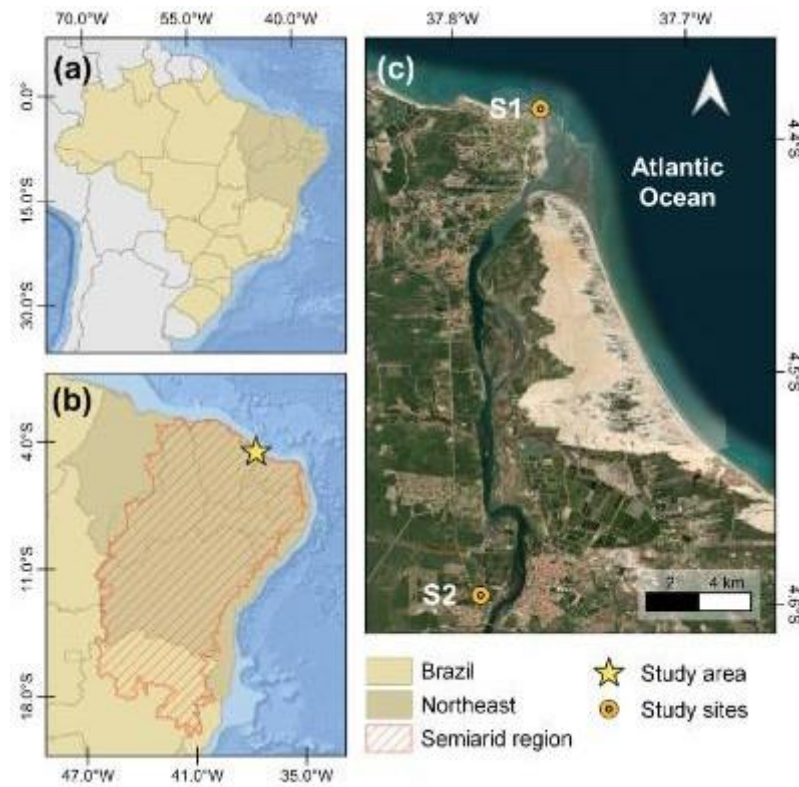 70.0°W 55.0°W 40.0°W
37.8°W 37.7°W
(a)
0.0°
15.0°S
30.0°S
(b)
4.0°S
11.0°S
18.0°S
47.0°W 41.0°W 35.0°W
(c)
S1
Atlantic
Ocean
4.4°S
4.5°S
4.6°S
S2
2 4 km
Brazil
Northeast
Semiarid region
Study area
Study sites